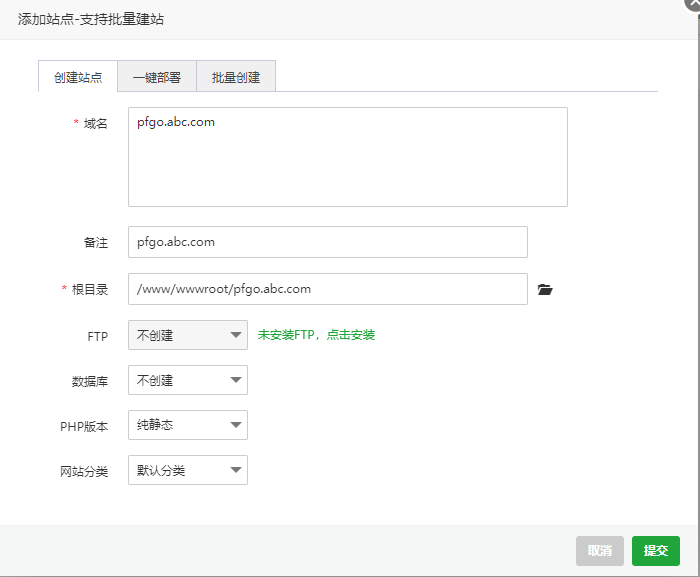 添加站点-支持批量建站
创建站点 一键部署 批量创建
* 域名 pfgo.abc.com
备注 pfgo.abc.com
* 根目录 /www/wwwroot/pfgo.abc.com
FTP 不创建 未安装FTP，点击安装
数据库 不创建
PHP版本 纯静态
网站分类 默认分类
取消 提交